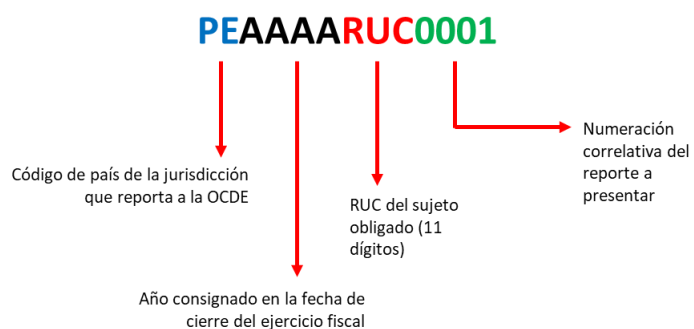 PEAAAARUC0001
Código de país de la jurisdicción
que reporta a la OCDE
Año consignado en la fecha de
cierre del ejercicio fiscal
RUC del sujeto
obligado (11
dígitos)
Numeración
correlativa del
reporte a
presentar